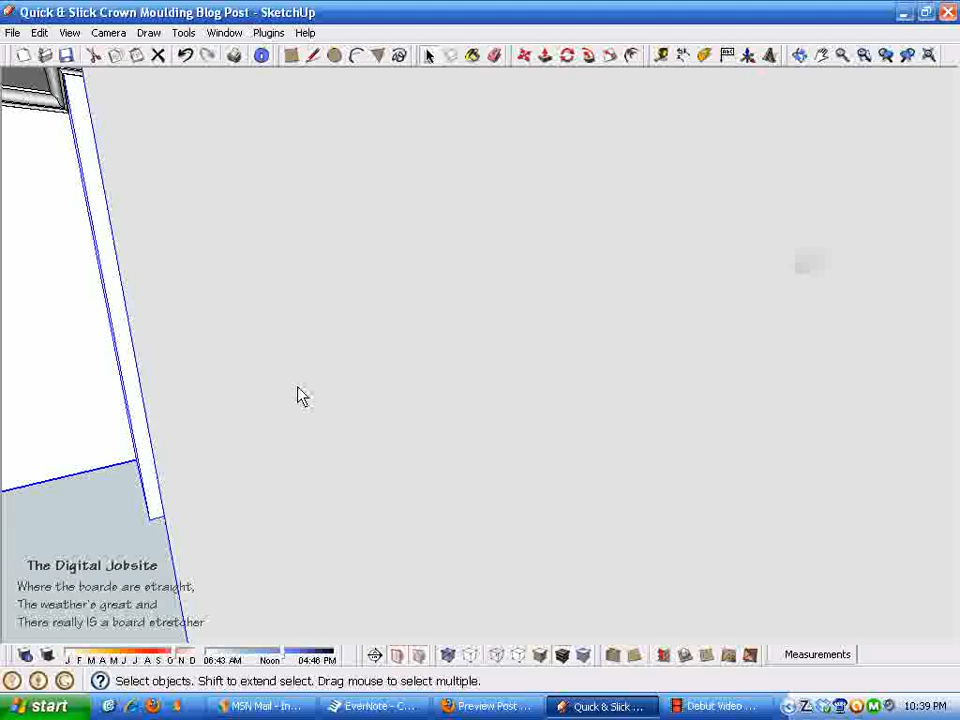 Quick & Slick Crown Moulding Blog Post - SketchUp
File Edit View Camera Draw Tools Window Plugins Help
The Digital Jobsite
Where the boards are straight,
The weather's great and
There really IS a board stretcher
J F M A M J J A S O N D 06:43 AM Noon 04:46 PM Measurements
Select objects. Shift to extend select. Drag mouse to select multiple.
start MSN Mail - In... EverNote - C... Preview Post ... Quick & Slick ... Debut Video ... 10:39 PM